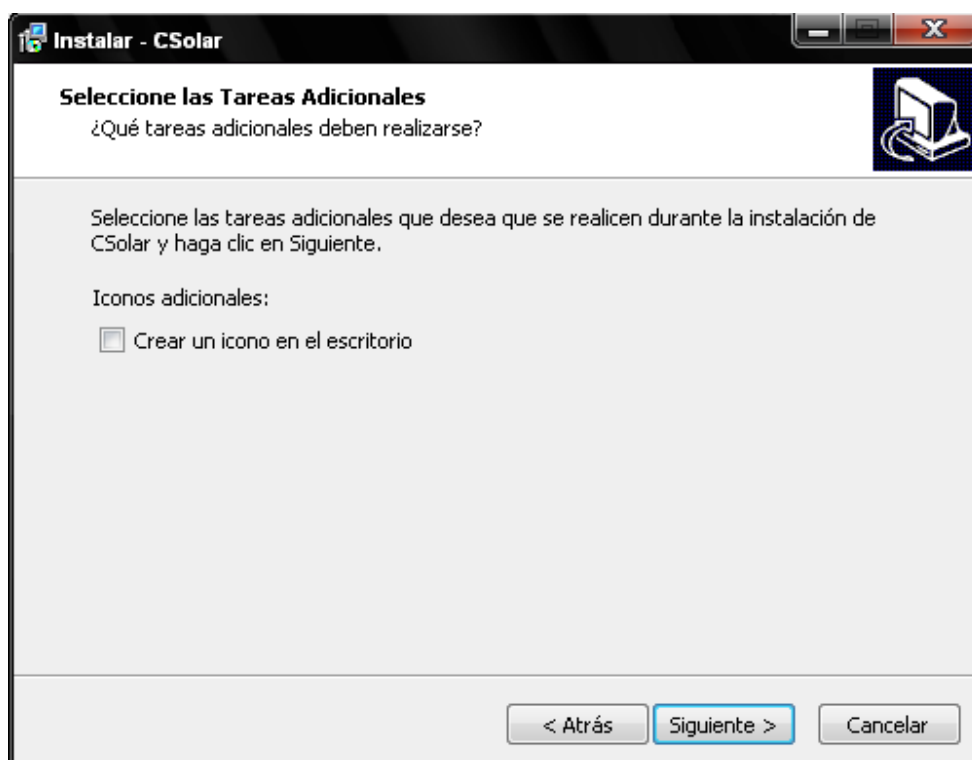 Instalar - CSolar
Seleccione las Tareas Adicionales
¿Qué tareas adicionales deben realizarse?
Seleccione las tareas adicionales que desea que se realicen durante la instalación de
CSolar y haga clic en Siguiente.
Iconos adicionales:
Crear un icono en el escritorio
< Atrás
Siguiente >
Cancelar